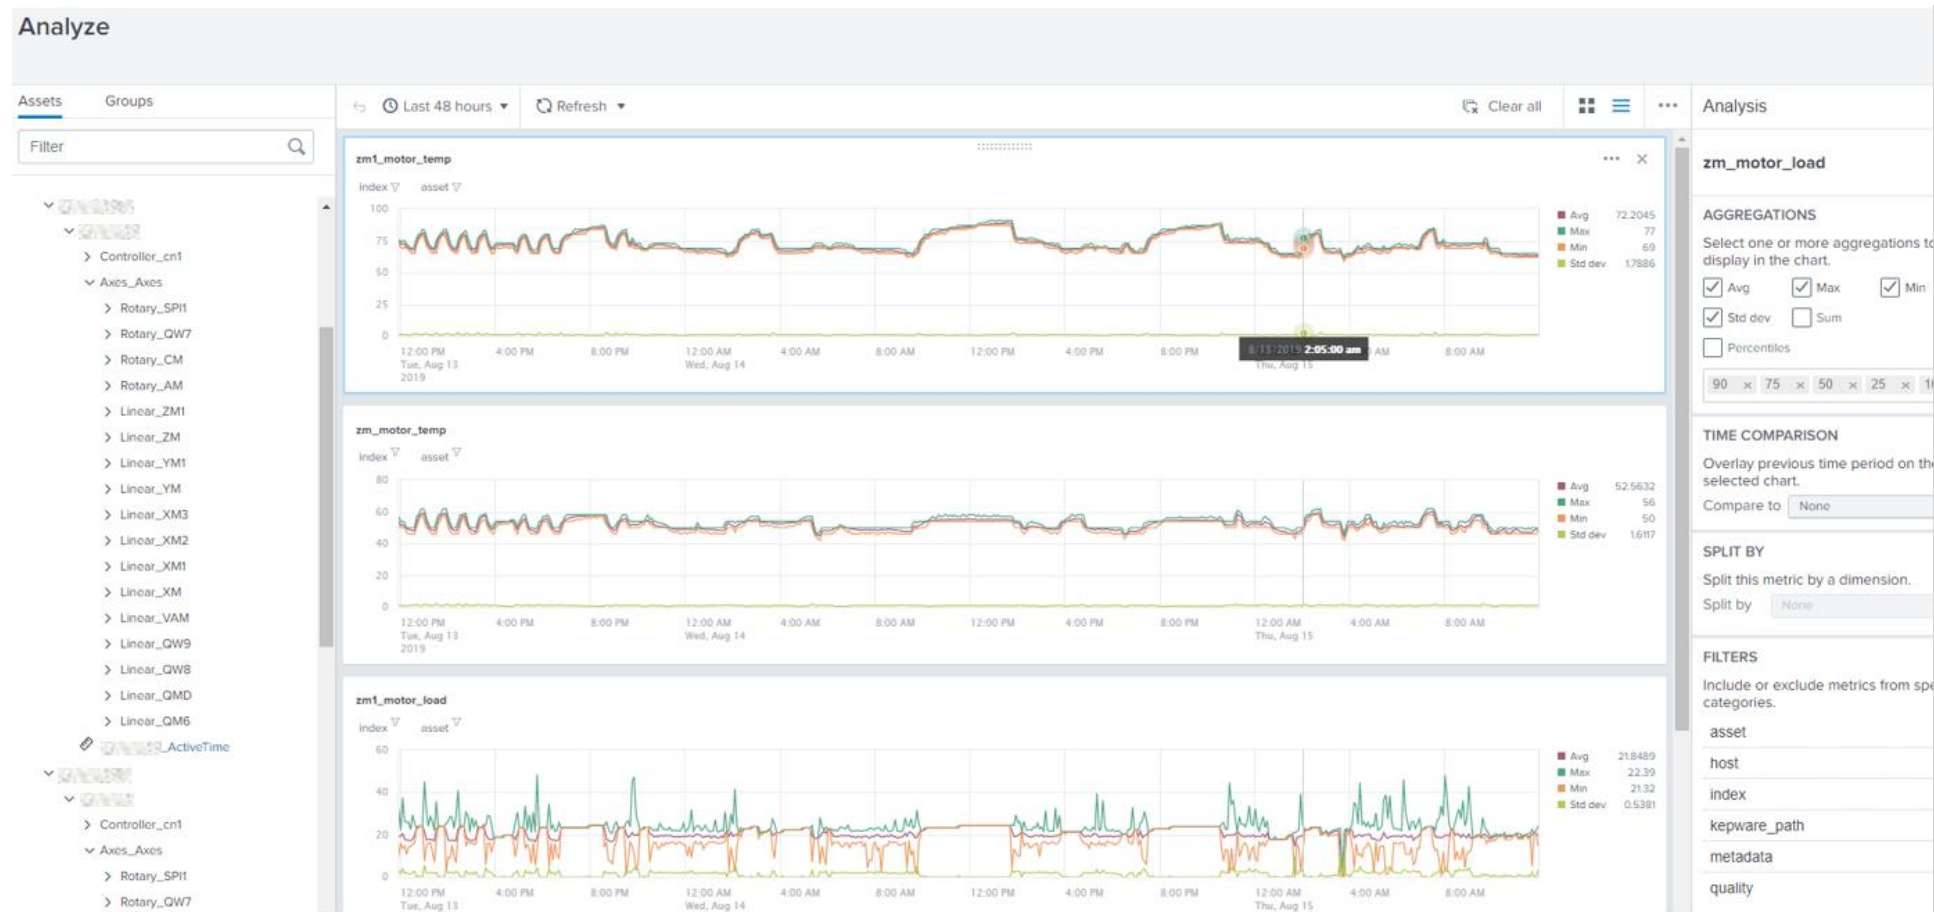 Analyze
Assets Groups
Filter
Controller_cn1
Axes_Axes
Rotary_SPI1
Rotary_QW7
Rotary_CM
Rotary_AM
Linear_ZM1
Linear_ZM
Linear_YM1
Linear_YM
Linear_XM3
Linear_XM2
Linear_XM1
Linear_XM
Linear_VAM
Linear_QW9
Linear_QW8
Linear_QMD
Linear_QM6
_ActiveTime
Controller_cn1
Axes_Axes
Rotary_SPI1
Rotary_QW7
Last 48 hours Refresh Clear all
zm1_motor_temp
index asset
100
75
50
25
0
12:00 PM 4:00 PM 8:00 PM 12:00 AM 4:00 AM 8:00 AM 12:00 PM 4:00 PM 8:00 PM 2:05:00 am AM 8:00 AM
Tue, Aug 13 Wed, Aug 14 Thu, Aug 15
2019
Avg 72.2045
Max 77
Min 69
Std dev 1.7886
zm_motor_temp
index asset
80
60
40
20
0
12:00 PM 4:00 PM 8:00 PM 12:00 AM 4:00 AM 8:00 AM 12:00 PM 4:00 PM 8:00 PM 12:00 AM 4:00 AM 8:00 AM
Tue, Aug 13 Wed, Aug 14 Thu, Aug 15
2019
Avg 52.5632
Max 56
Min 50
Std dev 1.6117
zm1_motor_load
index asset
60
40
20
0
12:00 PM 4:00 PM 8:00 PM 12:00 AM 4:00 AM 8:00 AM 12:00 PM 4:00 PM 8:00 PM 12:00 AM 4:00 AM 8:00 AM
Tue, Aug 13 Wed, Aug 14 Thu, Aug 15
Avg 21.8489
Max 22.39
Min 21.32
Std dev 0.5381
Analysis
zm_motor_load
AGGREGATIONS
Select one or more aggregations to
display in the chart.
Avg Max Min
Std dev Sum
Percentiles
90 × 75 × 50 × 25 ×
TIME COMPARISON
Overlay previous time period on the
selected chart.
Compare to None
SPLIT BY
Split this metric by a dimension.
Split by None
FILTERS
Include or exclude metrics from spe
categories.
asset
host
index
kepware_path
metadata
quality